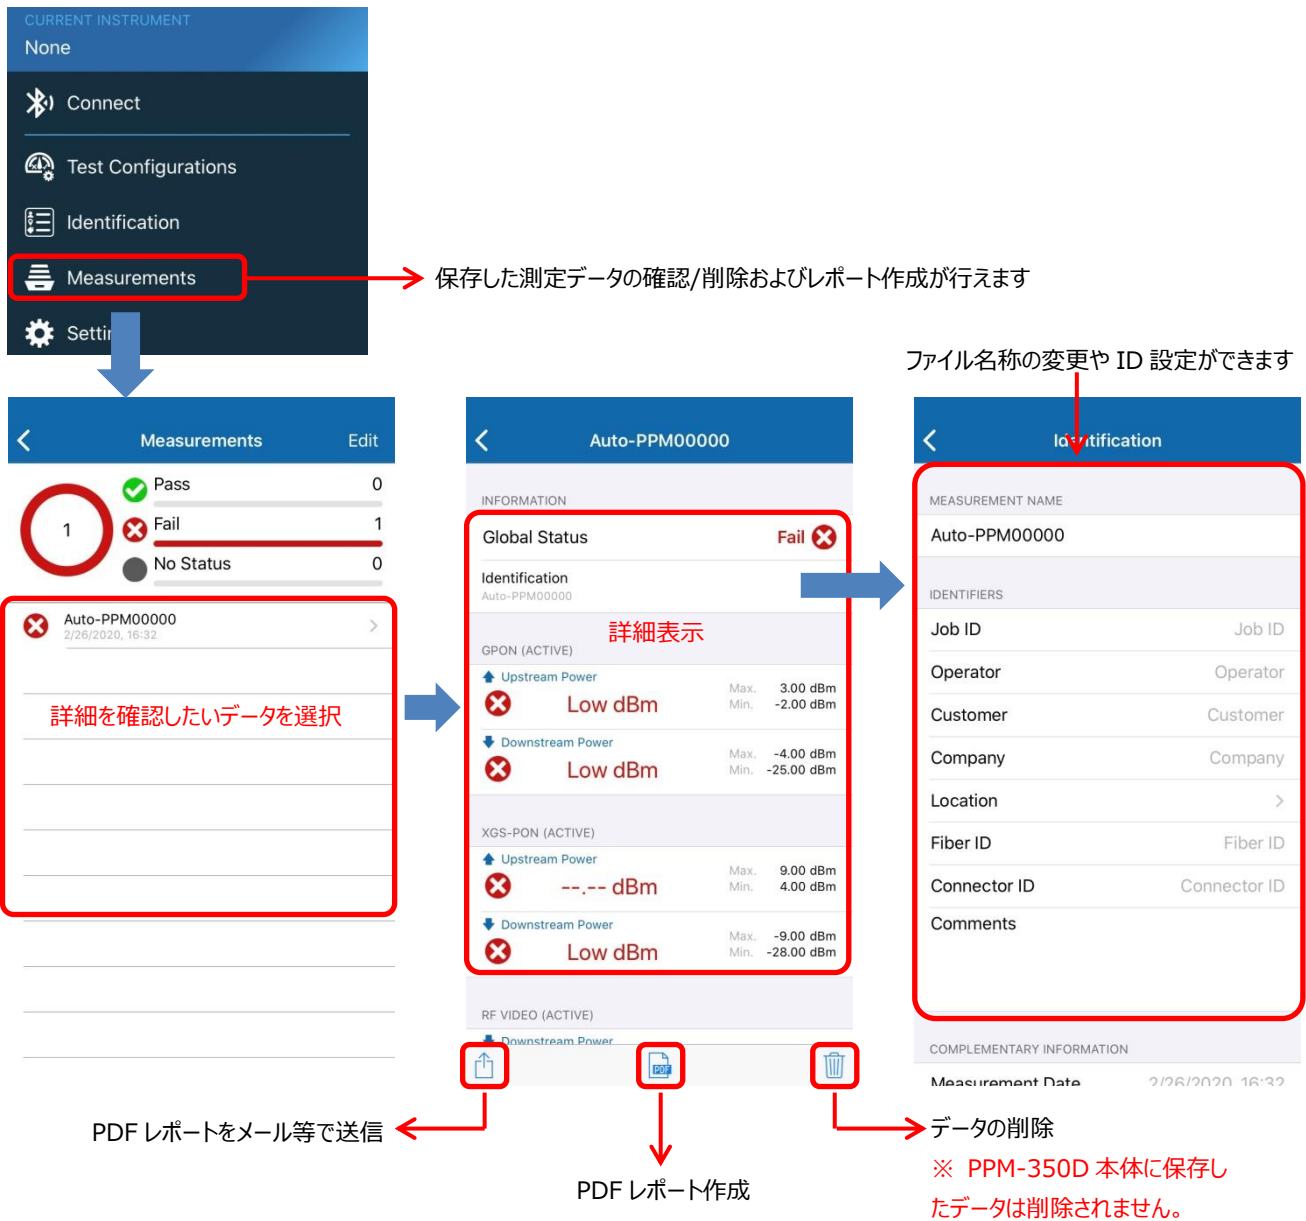 CURRENT INSTRUMENT
None
Connect
Test Configurations
Identification
Measurements
保存した測定データの確認/削除およびレポート作成が行えます
ファイル名称の変更や ID 設定ができます
Measurements Edit
Pass 0
1
Fail 1
No Status 0
Auto-PPM00000
2/26/2020, 16:32
詳細を確認したいデータを選択
Auto-PPM00000
INFORMATION
Global Status Fail
Identification
Auto-PPM00000
詳細表示
GPON (ACTIVE)
Upstream Power
Low dBm
Max. 3.00 dBm
Min. -2.00 dBm
Downstream Power
Low dBm
Max. -4.00 dBm
Min. -25.00 dBm
XGS-PON (ACTIVE)
Upstream Power
--.-- dBm
Max. 9.00 dBm
Min. 4.00 dBm
Downstream Power
Low dBm
Max. -9.00 dBm
Min. -28.00 dBm
RF VIDEO (ACTIVE)
Downstream Power
PDF
Identification
MEASUREMENT NAME
Auto-PPM00000
IDENTIFIERS
Job ID Job ID
Operator Operator
Customer Customer
Company Company
Location
Fiber ID Fiber ID
Connector ID Connector ID
Comments
COMPLEMENTARY INFORMATION
Measurement Date 2/26/2020, 16:32
PDF レポートをメール等で送信
PDF レポート作成
データの削除
※ PPM-350D 本体に保存し
たデータは削除されません。